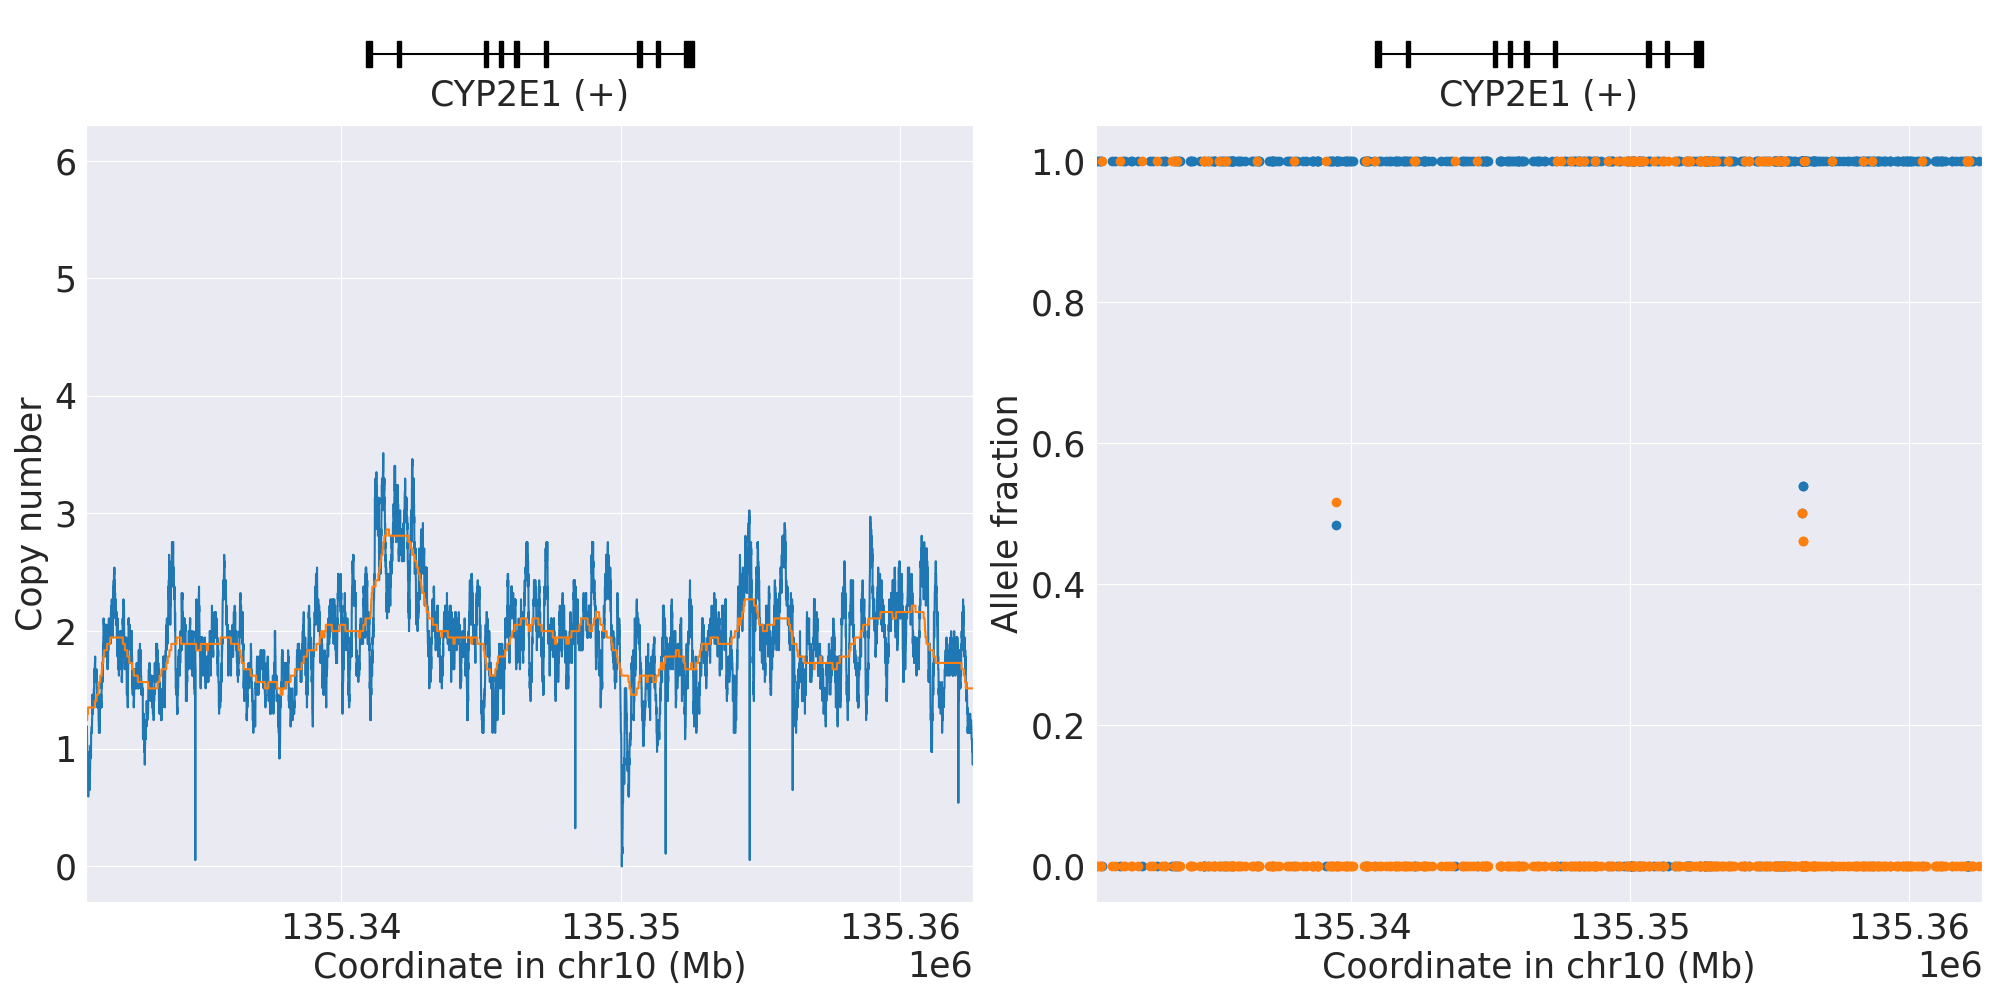 CYP2E1 (+)
6
5
4
3
2
1
0
Copy number
135.34 135.35 135.36
Coordinate in chr10 (Mb)
1e6
CYP2E1 (+)
1.0
0.8
0.6
0.4
0.2
0.0
Allele fraction
135.34 135.35 135.36
Coordinate in chr10 (Mb)
1e6